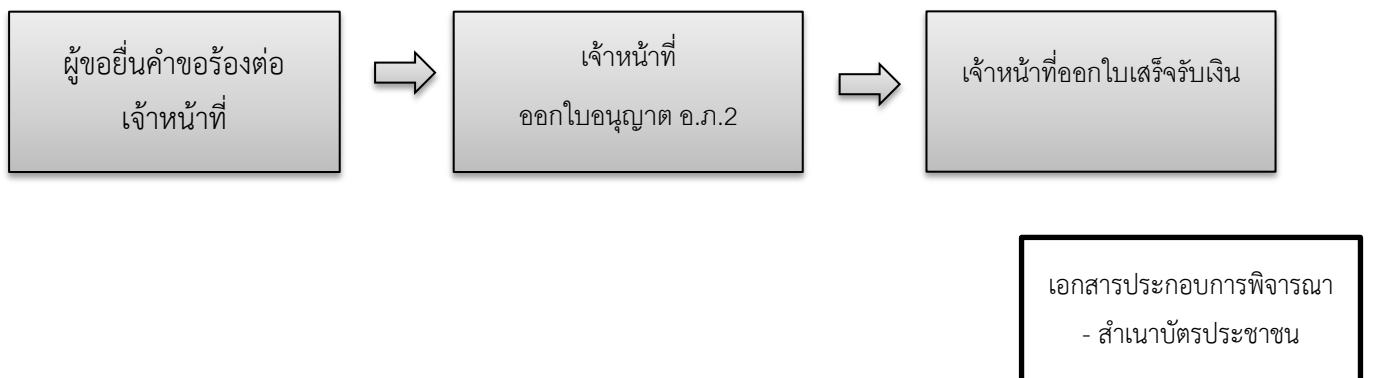 ผู้ขอยื่นคำขอร้องต่อ
เจ้าหน้าที่
เจ้าหน้าที่
ออกใบอนุญาต อ.ภ.2
เจ้าหน้าที่ออกใบเสร็จรับเงิน
เอกสารประกอบการพิจารณา
- สำเนาบัตรประชาชน